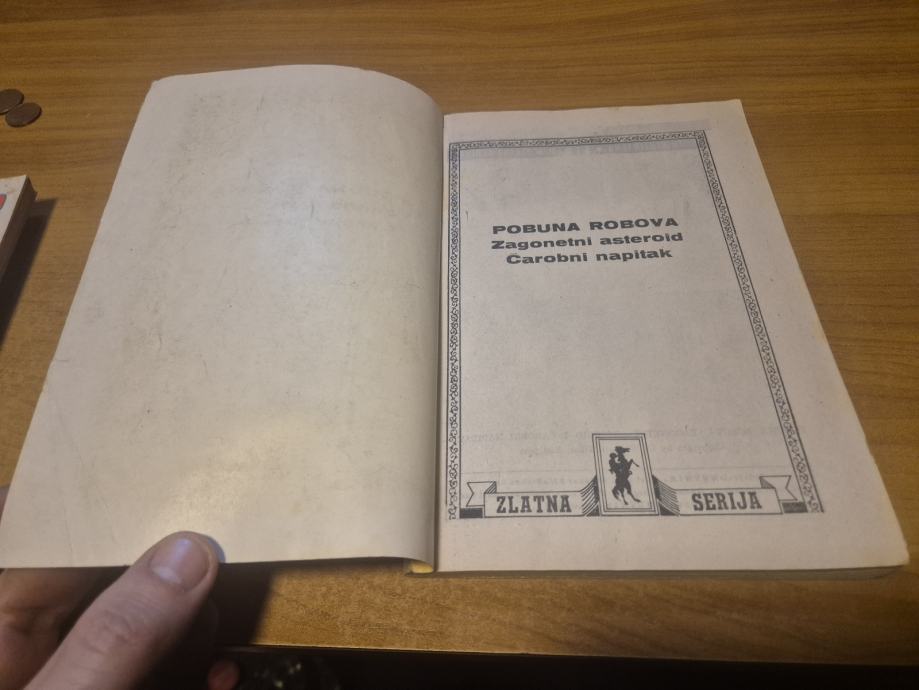 POBUNA ROBOVA
Zagonetni asteroid
Čarobni napitak
ZLATNA SERIJA